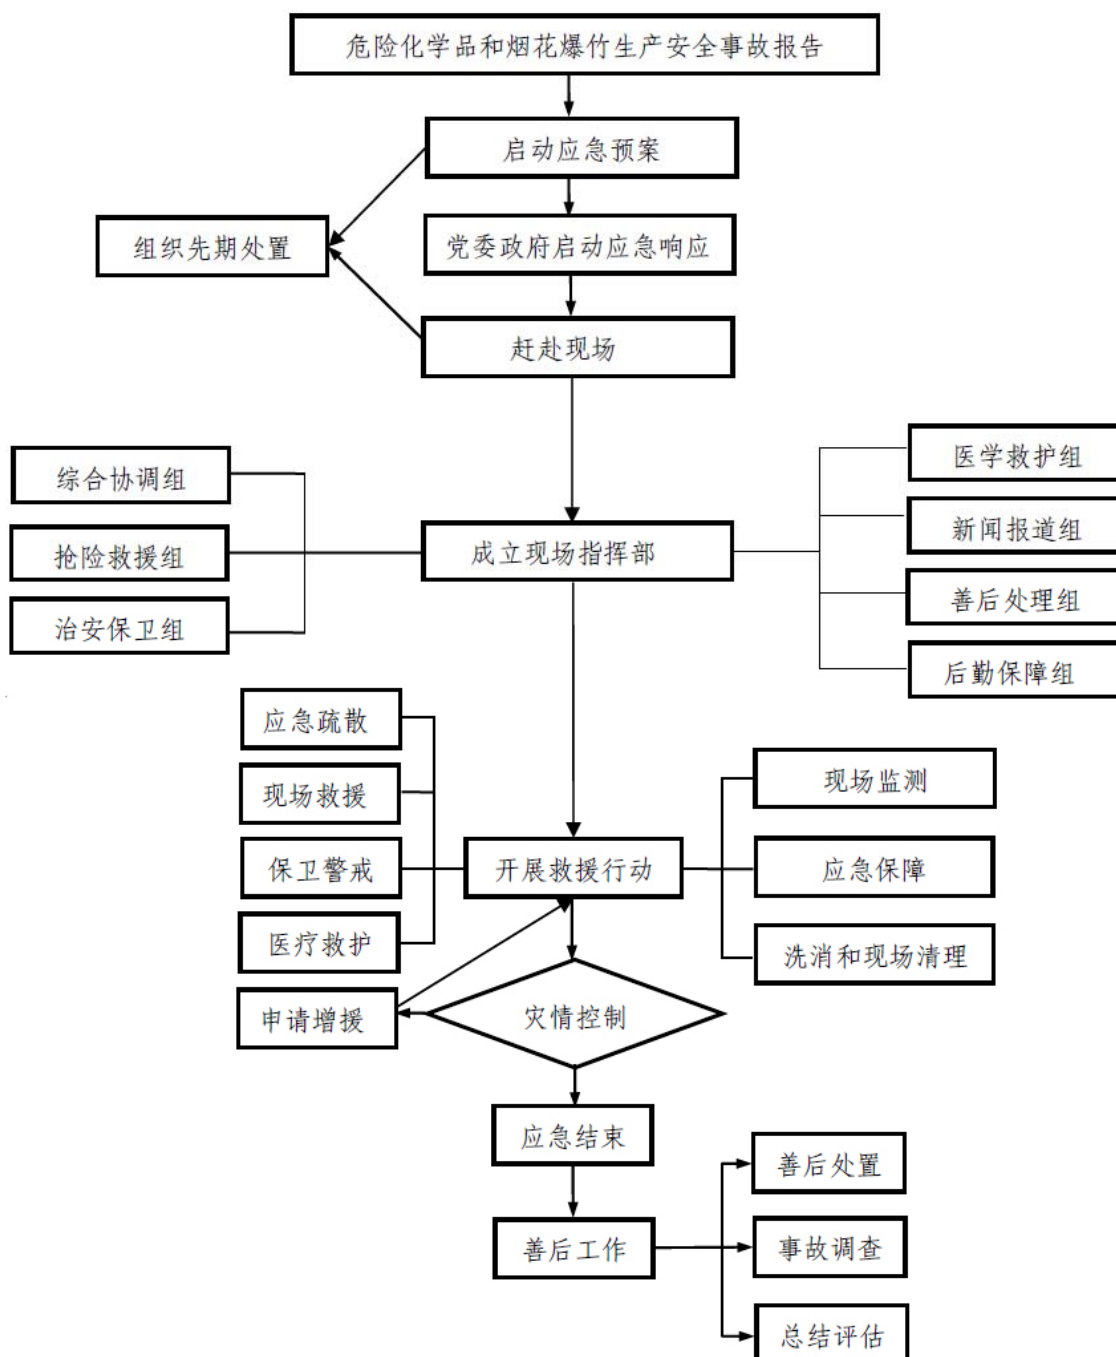 危险化学品和烟花爆竹生产安全事故报告
启动应急预案
组织先期处置
党委政府启动应急响应
赶赴现场
综合协调组
抢险救援组
治安保卫组
成立现场指挥部
医学救护组
新闻报道组
善后处理组
后勤保障组
应急疏散
现场救援
保卫警戒
医疗救护
申请增援
开展救援行动
现场监测
应急保障
洗消和现场清理
灾情控制
应急结束
善后工作
善后处置
事故调查
总结评估